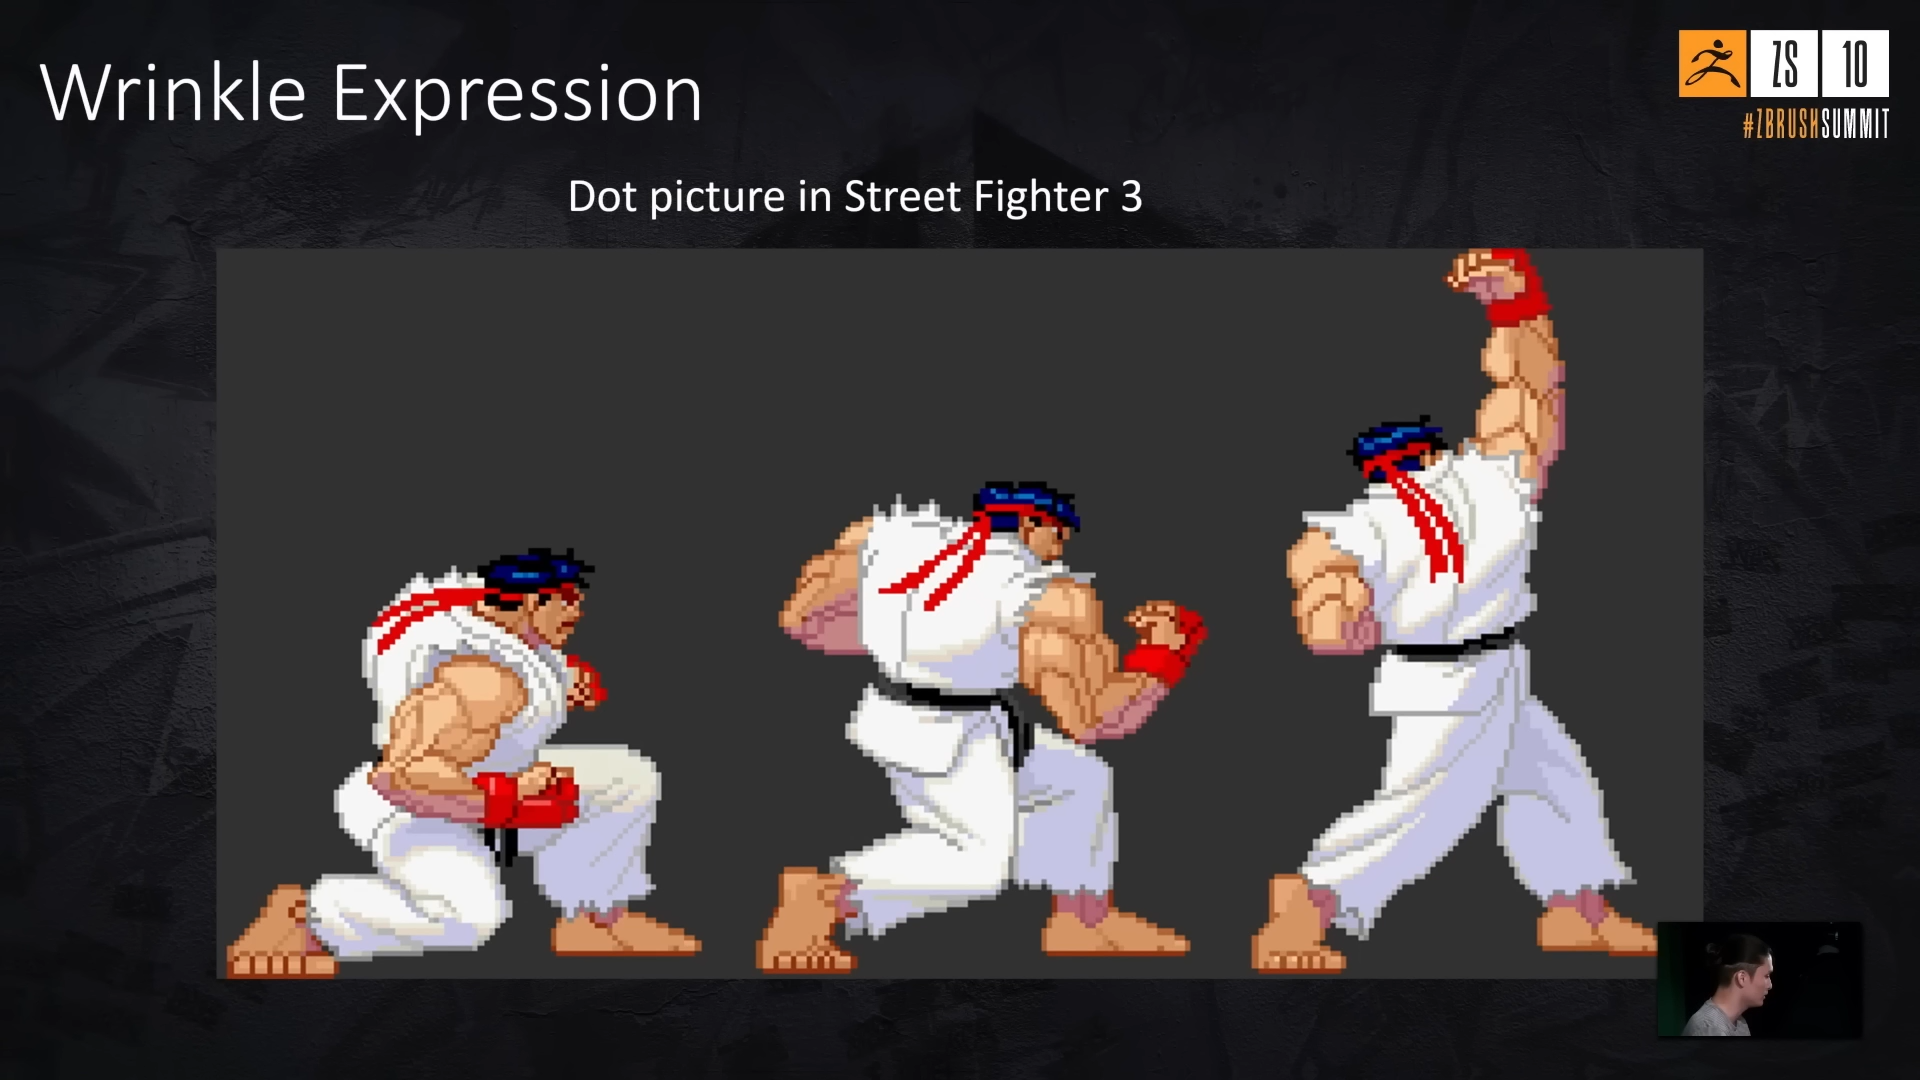 Wrinkle Expression
ZS 10
#ZBRUSHSUMMIT
Dot picture in Street Fighter 3